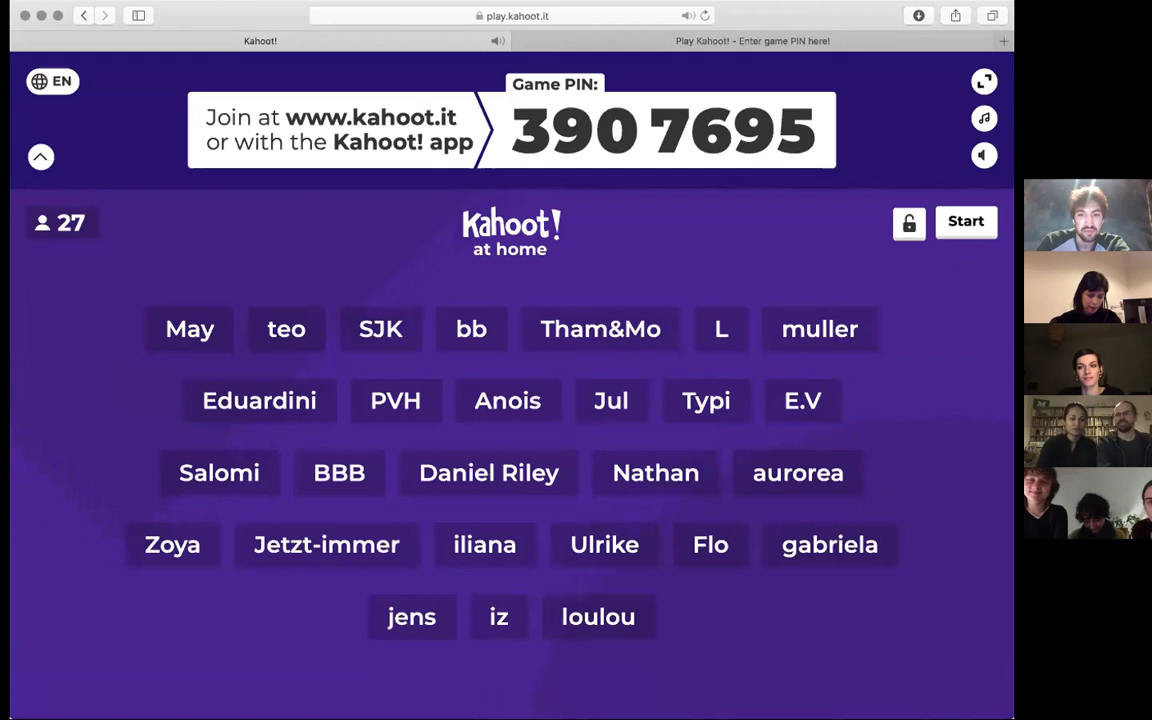 play.kahoot.it
Kahoot!
Play Kahoot! - Enter game PIN here!
EN
Join at www.kahoot.it
or with the Kahoot! app
Game PIN:
390 7695
27
Kahoot!
at home
Start
May teo SJK bb Tham&Mo L muller
Eduardini PVH Anois Jul Typi E.V
Salomi BBB Daniel Riley Nathan aurorea
Zoya Jetzt-immer iliana Ulrike Flo gabriela
jens iz loulou